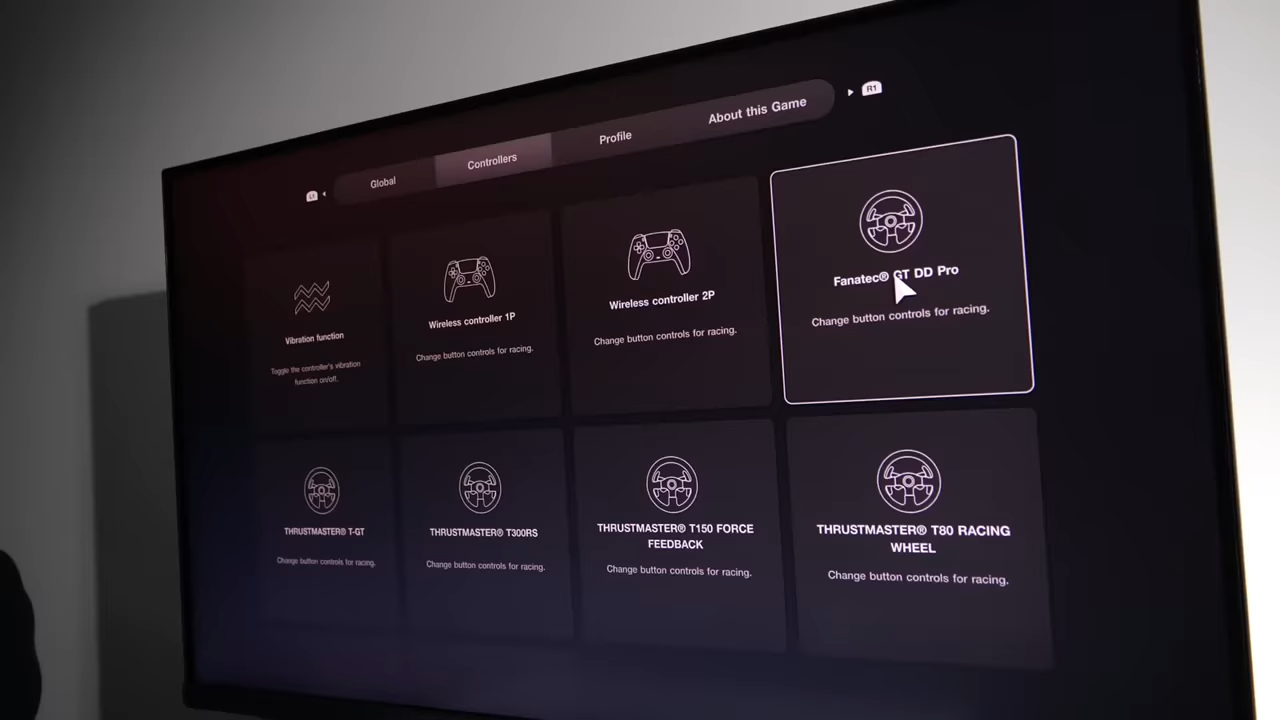 L1
Global
Controllers
Profile
About this Game
R1
Vibration function
Toggle the controller's vibration
function on/off.
Wireless controller 1P
Change button controls for racing.
Wireless controller 2P
Change button controls for racing.
Fanatec® GT DD Pro
Change button controls for racing.
THRUSTMASTER® T-GT
Change button controls for racing.
THRUSTMASTER® T300RS
Change button controls for racing.
THRUSTMASTER® T150 FORCE
FEEDBACK
Change button controls for racing.
THRUSTMASTER® T80 RACING
WHEEL
Change button controls for racing.